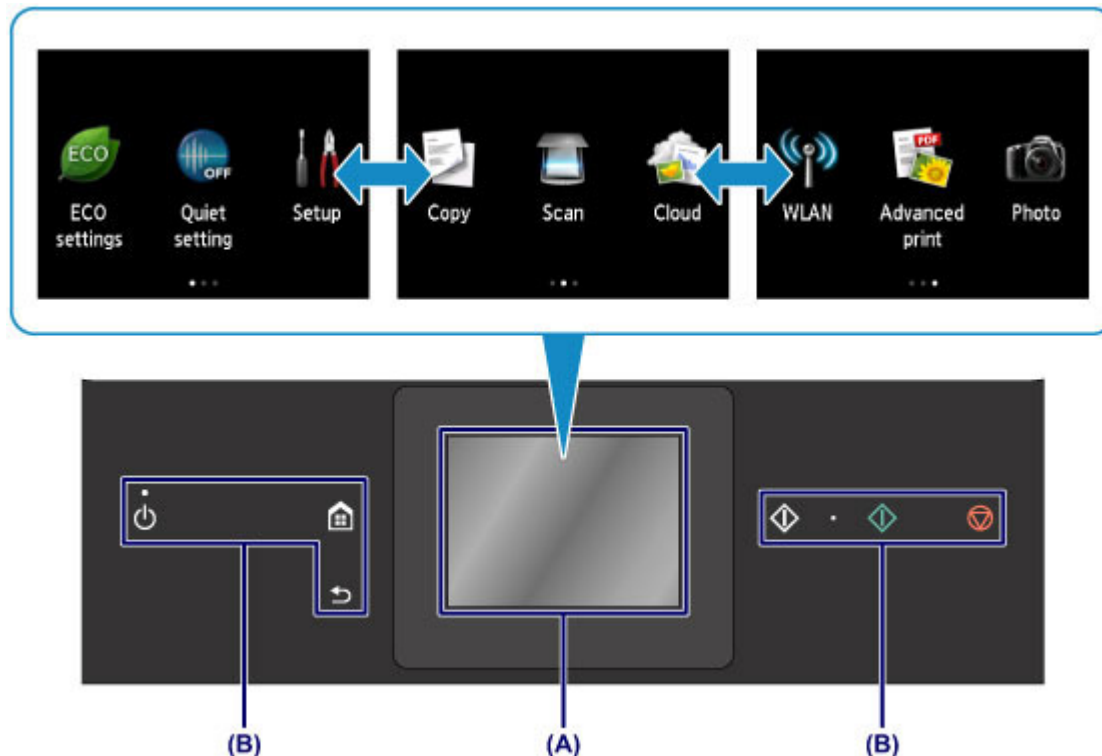 ECO
OFF
ECO
settings
Quiet
setting
Setup
Copy
Scan
Cloud
PDF
WLAN
Advanced
print
Photo
(B)
(A)
(B)